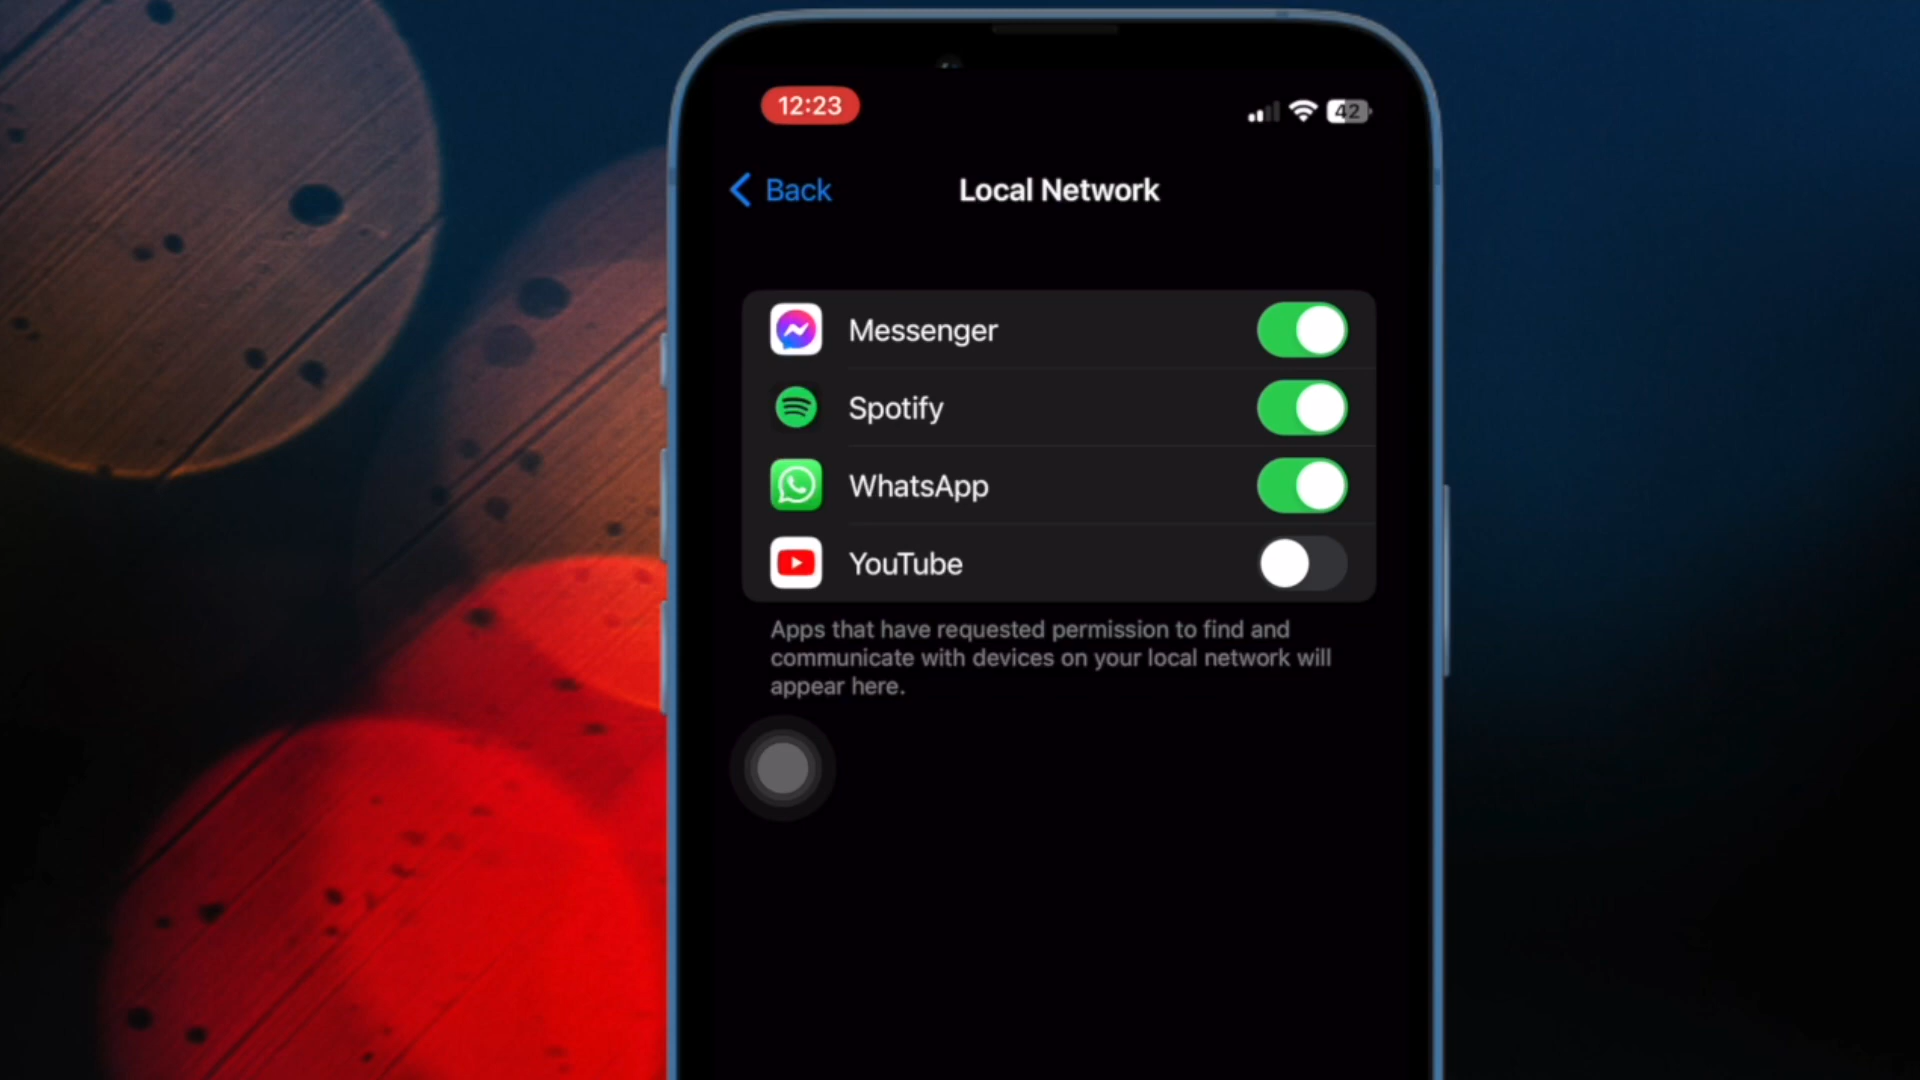 12:23
42
Back
Local Network
Messenger
Spotify
WhatsApp
YouTube
Apps that have requested permission to find and
communicate with devices on your local network will
appear here.